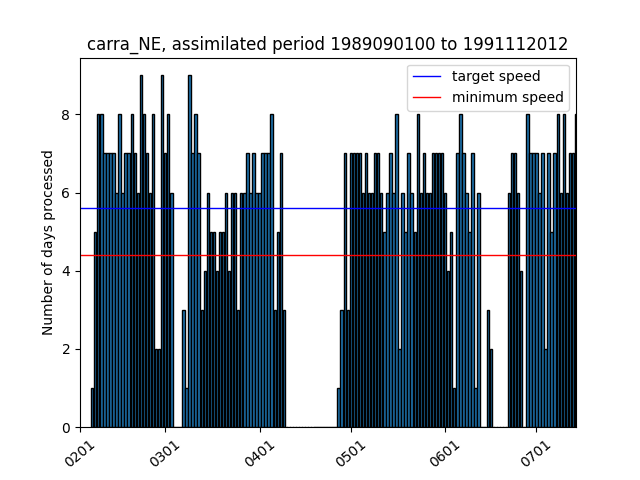 carra_NE, assimilated period 1989090100 to 1991112012
target speed
minimum speed
Number of days processed
8
6
4
2
0
0201
0301
0401
0501
0601
0701